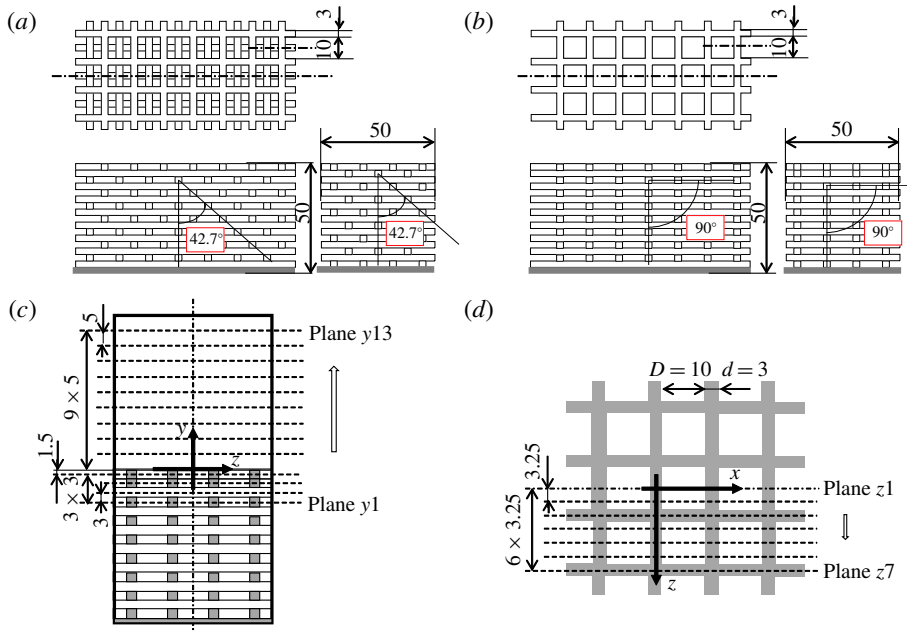 (a)
3
10
50
50
42.7°
42.7°
(b)
3
10
50
50
90°
90°
(c)
5
Plane y13
9 × 5
y
1.5
z
3 × 3
3
Plane y1
(d)
D = 10
d = 3
3.25
x
Plane z1
6 × 3.25
z
Plane z7